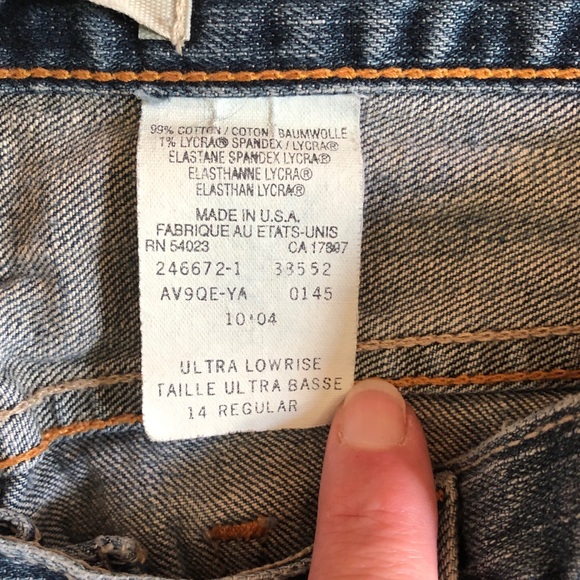 99% COTTON / COTON / BAUMWOLLE
1% LYCRA® SPANDEX / LYCRA®
ELASTANE SPANDEX LYCRA®
ELASTHANNE LYCRA®
ELASTHAN LYCRA®
MADE IN U.S.A.
FABRIQUE AU ETATS-UNIS
RN 54023 CA 17897
246672-1 33552
AV9QE-YA 0145
10'04
ULTRA LOWRISE
TAILLE ULTRA BASSE
14 REGULAR